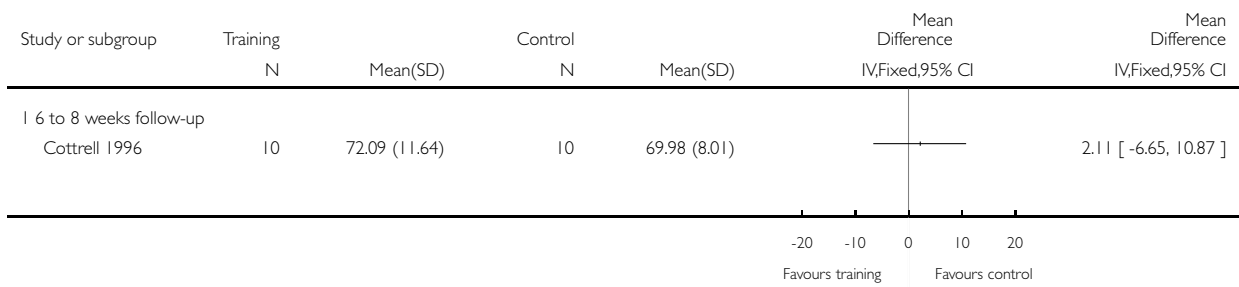 Study or subgroup Training Control Mean Difference Mean Difference
N Mean(SD) N Mean(SD) IV,Fixed,95% CI IV,Fixed,95% CI
1 6 to 8 weeks follow-up
Cottrell 1996 10 72.09 (11.64) 10 69.98 (8.01) 2.11 [ -6.65, 10.87 ]
-20 -10 0 10 20
Favours training Favours control